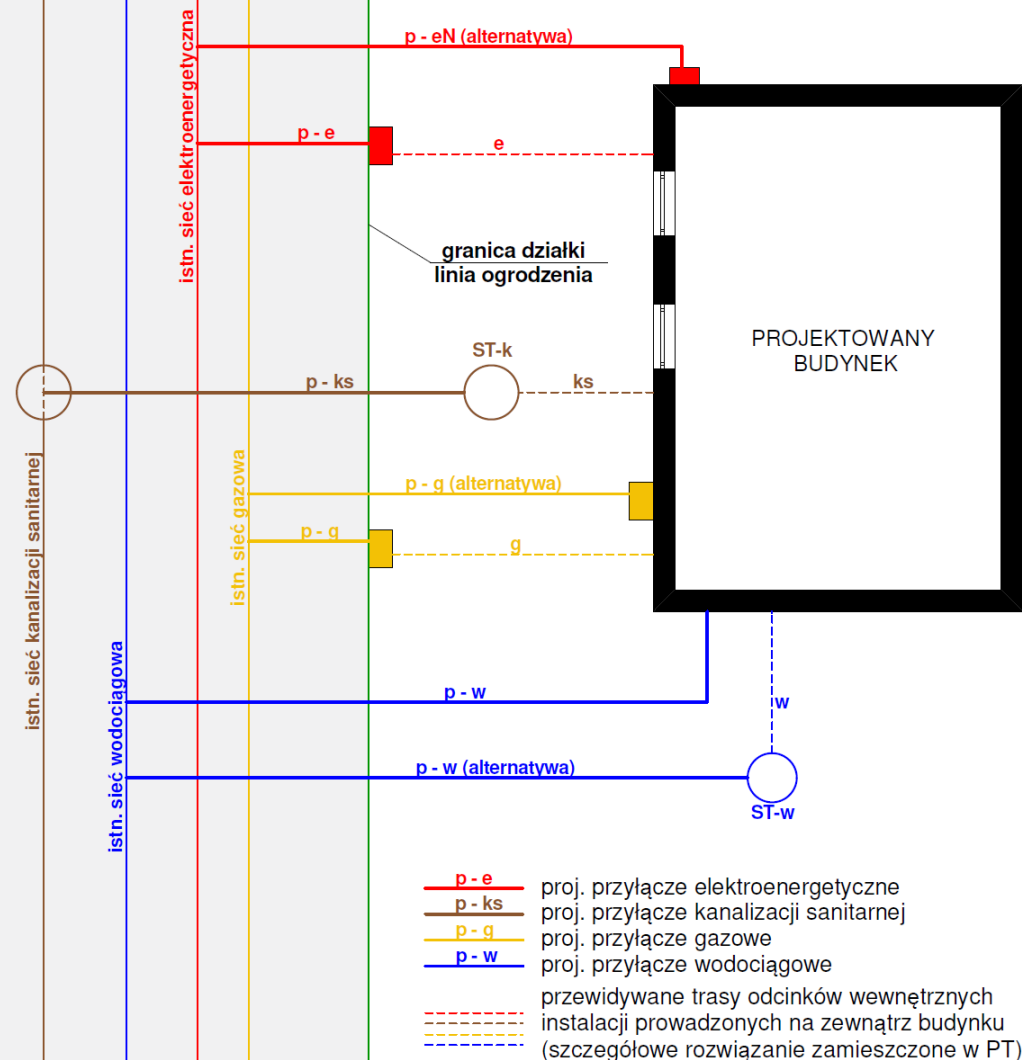 p - eN (alternatywa)
istn. sieć elektroenergetyczna
p - e
e
granica działki
linia ogrodzenia
PROJEKTOWANY
BUDYNEK
ST-k
p - ks
ks
istn. sieć kanalizacji sanitarnej
istn. sieć gazowa
p - g (alternatywa)
p - g
g
istn. sieć wodociągowa
p - w
w
p - w (alternatywa)
ST-w
p - e proj. przyłącze elektroenergetyczne
p - ks proj. przyłącze kanalizacji sanitarnej
p - g proj. przyłącze gazowe
p - w proj. przyłącze wodociągowe
przewidywane trasy odcinków wewnętrznych
instalacji prowadzonych na zewnątrz budynku
(szczegółowe rozwiązanie zamieszczone w PT)